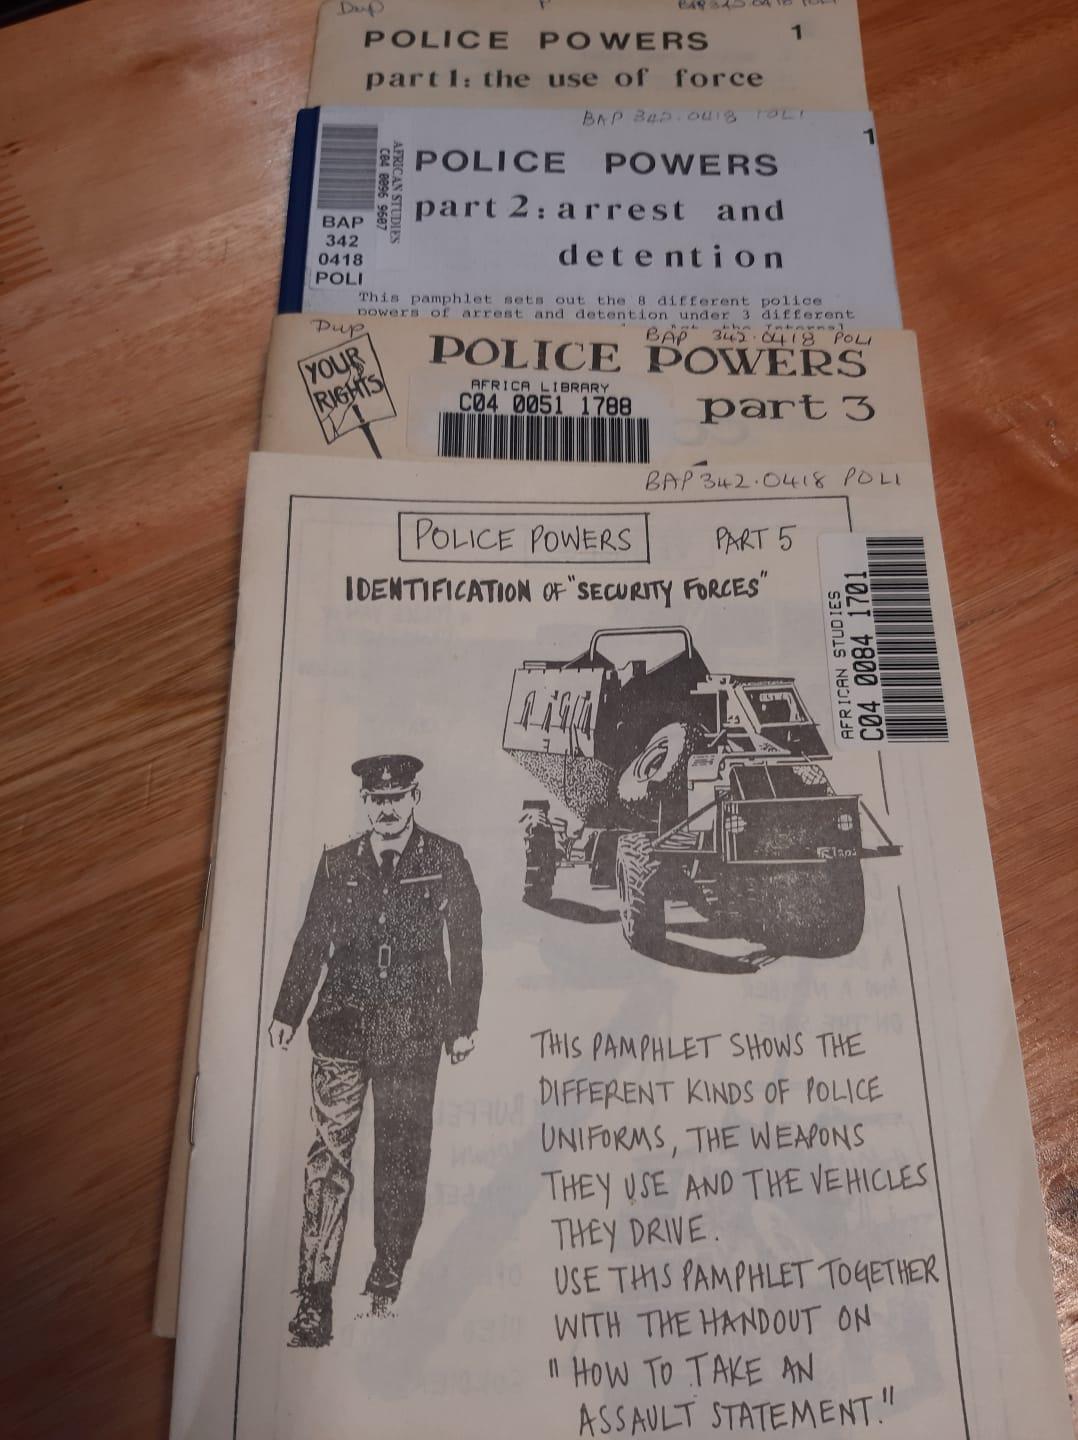 Dup
BAP 342.0418 POLI
POLICE POWERS 1
part 1: the use of force
BAP 342.0418 POLI
1
AFRICAN STUDIES
C04 0096 9607
BAP
342
0418
POLI
POLICE POWERS
part 2: arrest and
detention
This pamphlet sets out the 8 different police
powers of arrest and detention under 3 different
Dup
BAP 342.0418 POLI
YOUR
RIGHTS
POLICE POWERS
AFRICA LIBRARY
C04 0051 1788
part 3
BAP 342.0418 POLI
POLICE POWERS PART 5
IDENTIFICATION OF "SECURITY FORCES"
AFRICAN STUDIES
C04 0084 1701
THIS PAMPHLET SHOWS THE
DIFFERENT KINDS OF POLICE
UNIFORMS, THE WEAPONS
THEY USE AND THE VEHICLES
THEY DRIVE.
USE THIS PAMPHLET TOGETHER
WITH THE HANDOUT ON
" HOW TO TAKE AN
ASSAULT STATEMENT."